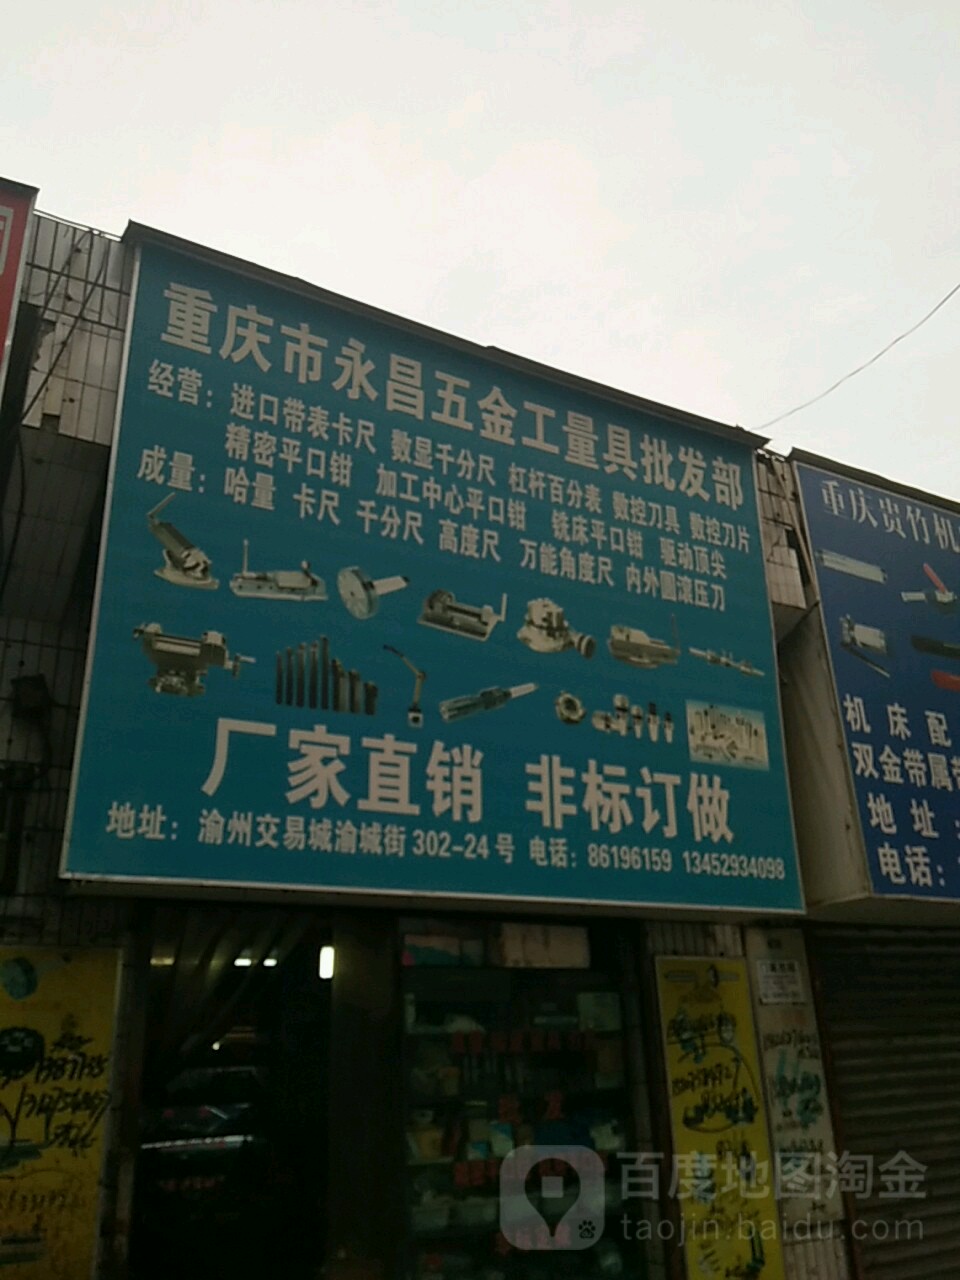 重庆市永昌五金工量具批发部
经营：进口带表卡尺 数显千分尺 杠杆百分表 数控刀具 数控刀片
精密平口钳 加工中心平口钳 铣床平口钳 驱动顶尖
成量：哈量 卡尺 千分尺 高度尺 万能角度尺 内外圆滚压刀
厂家直销 非标订做
地址：渝州交易城渝城街302-24号 电话：86196159 13452934098
重庆贵竹机
机床配
双金带属带
地址：
电话：
百度地图淘金
taojin.baidu.com